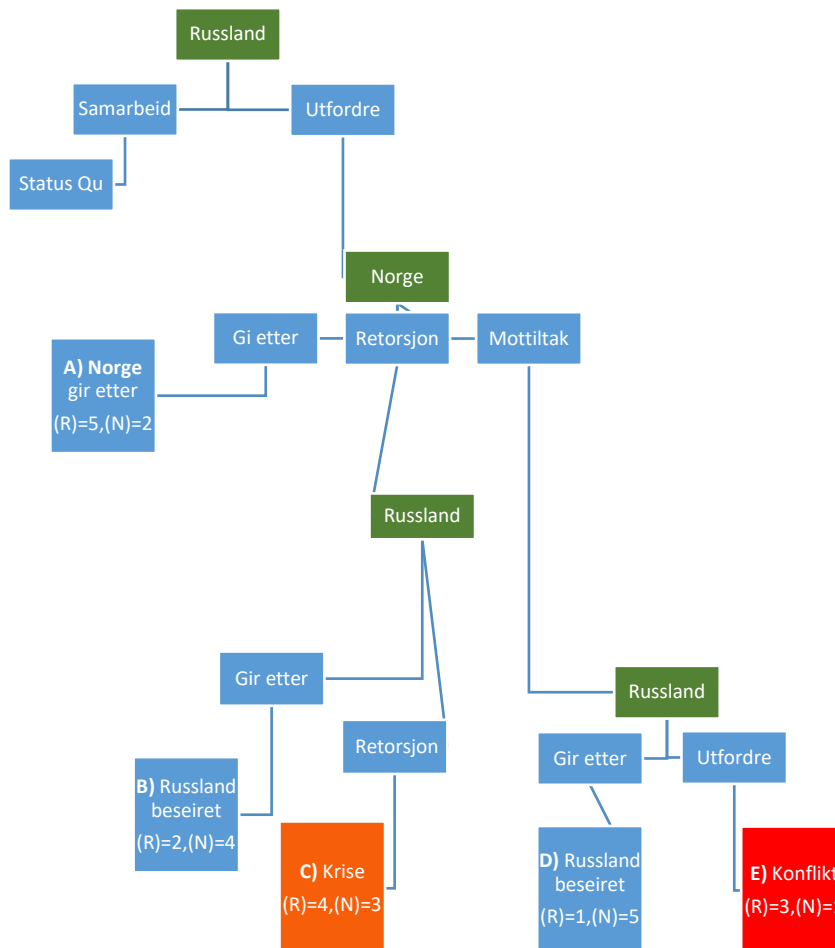 Russland
Samarbeid
Utfordre
Status Qu
Norge
Gi etter
Retorsjon
Mottiltak
A) Norge
gir etter
(R)=5,(N)=2
Russland
Gir etter
Retorsjon
B) Russland
beseiret
(R)=2,(N)=4
C) Krise
(R)=4,(N)=3
Russland
Gir etter
Utfordre
D) Russland
beseiret
(R)=1,(N)=5
E) Konflikt
(R)=3,(N)=